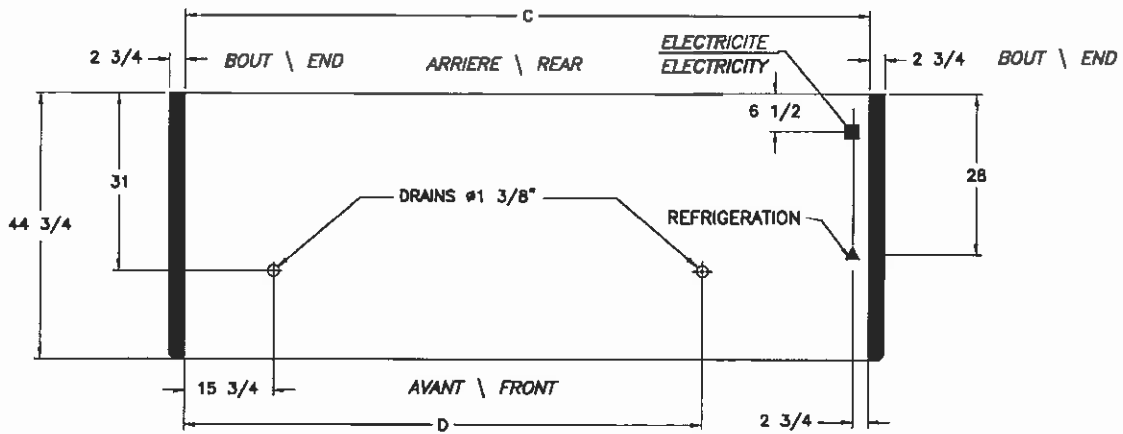 C
2 3/4
BOUT \ END
ARRIERE \ REAR
ELECTRICITE
ELECTRICITY
2 3/4
BOUT \ END
6 1/2
31
28
DRAINS ø1 3/8"
REFRIGERATION
44 3/4
15 3/4
AVANT \ FRONT
D
2 3/4